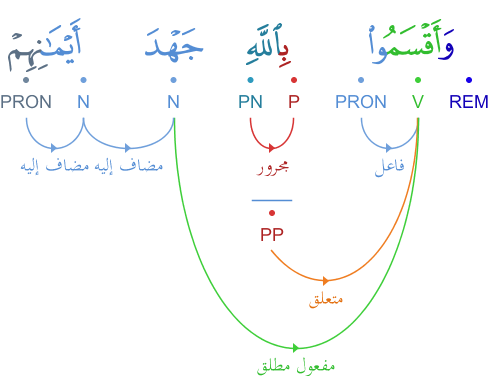 وَأَقْسَمُوا۟ بِٱللَّهِ جَهْدَ أَيْمَـٰنِهِمْ
REM V PRON P PN N N PRON
فاعل مجرور مضاف إليه مضاف إليه
PP
متعلق
مفعول مطلق